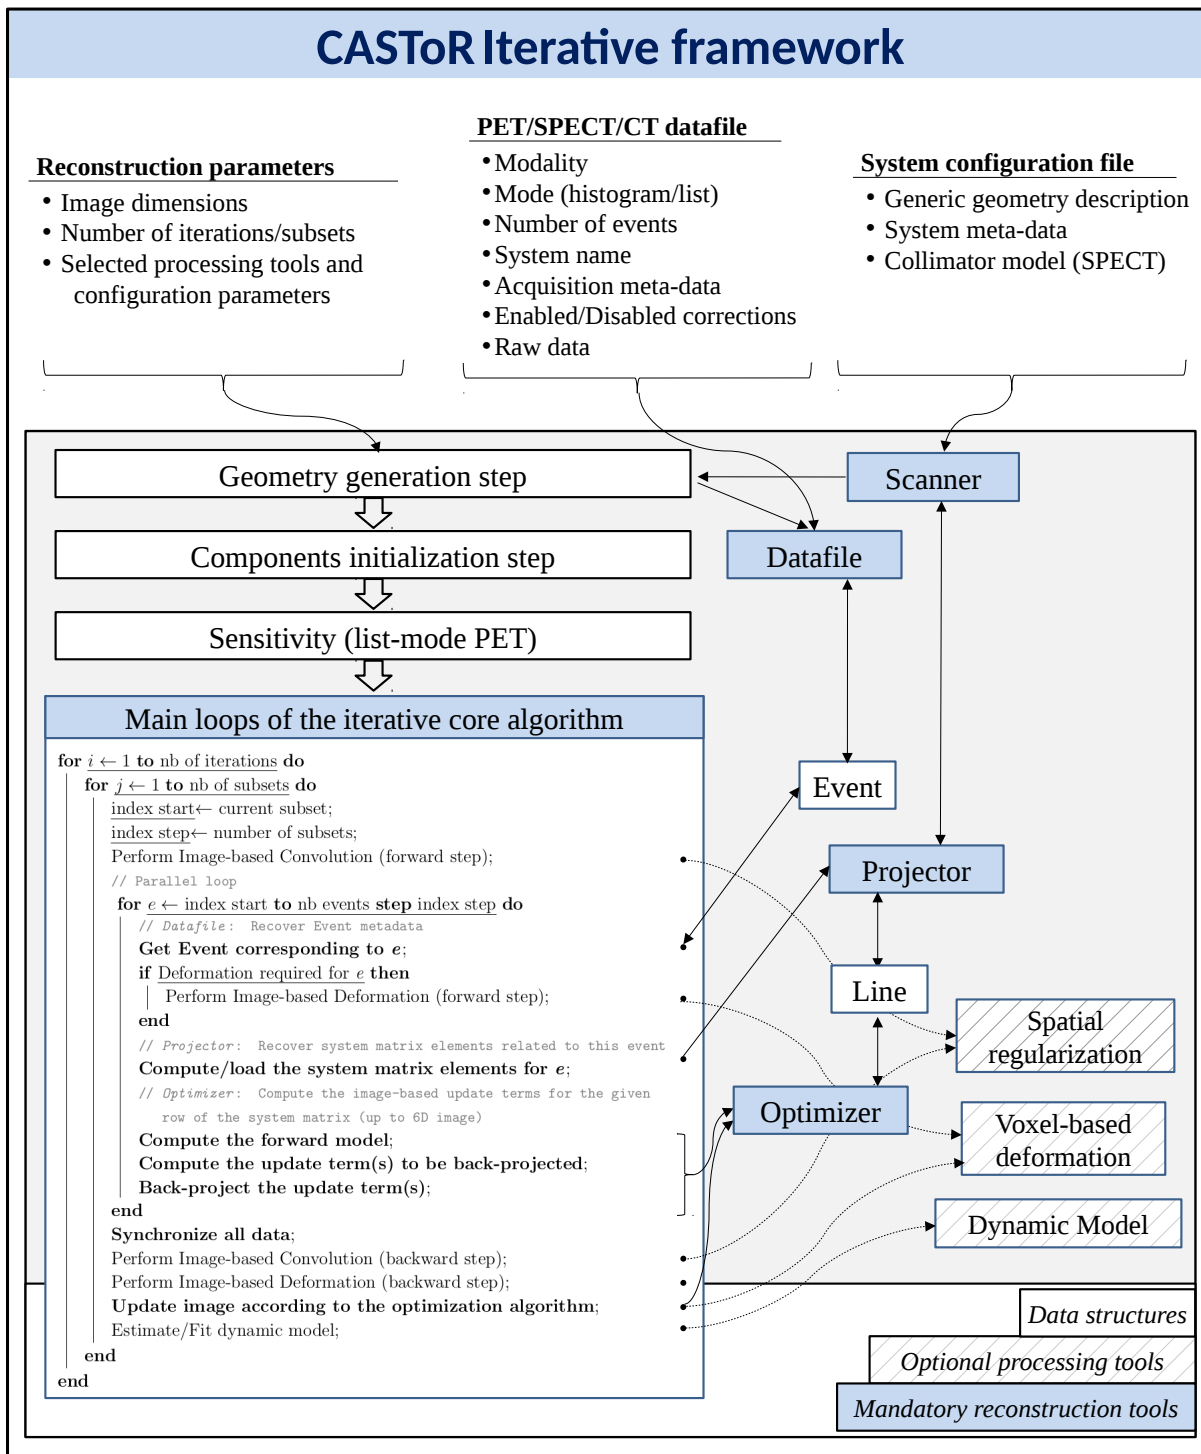 CASToR Iterative framework
Reconstruction parameters
• Image dimensions
• Number of iterations/subsets
• Selected processing tools and
configuration parameters
PET/SPECT/CT datafile
• Modality
• Mode (histogram/list)
• Number of events
• System name
• Acquisition meta-data
• Enabled/Disabled corrections
• Raw data
System configuration file
• Generic geometry description
• System meta-data
• Collimator model (SPECT)
Geometry generation step
Components initialization step
Sensitivity (list-mode PET)
Main loops of the iterative core algorithm
for i ← 1 to nb of iterations do
for j ← 1 to nb of subsets do
index start← current subset;
index step← number of subsets;
Perform Image-based Convolution (forward step);
// Parallel loop
for e ← index start to nb events step index step do
// Datafile: Recover Event metadata
Get Event corresponding to e;
if Deformation required for e then
Perform Image-based Deformation (forward step);
end
// Projector: Recover system matrix elements related to this event
Compute/load the system matrix elements for e;
// Optimizer: Compute the image-based update terms for the given
row of the system matrix (up to 6D image)
Compute the forward model;
Compute the update term(s) to be back-projected;
Back-project the update term(s);
end
Synchronize all data;
Perform Image-based Convolution (backward step);
Perform Image-based Deformation (backward step);
Update image according to the optimization algorithm;
Estimate/Fit dynamic model;
end
end
Scanner
Datafile
Event
Projector
Line
Optimizer
Spatial
regularization
Voxel-based
deformation
Dynamic Model
Data structures
Optional processing tools
Mandatory reconstruction tools